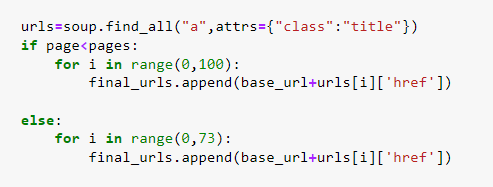 urls=soup.find_all("a",attrs={"class":"title"})
if page<pages:
    for i in range(0,100):
        final_urls.append(base_url+urls[i]['href'])

else:
    for i in range(0,73):
        final_urls.append(base_url+urls[i]['href'])